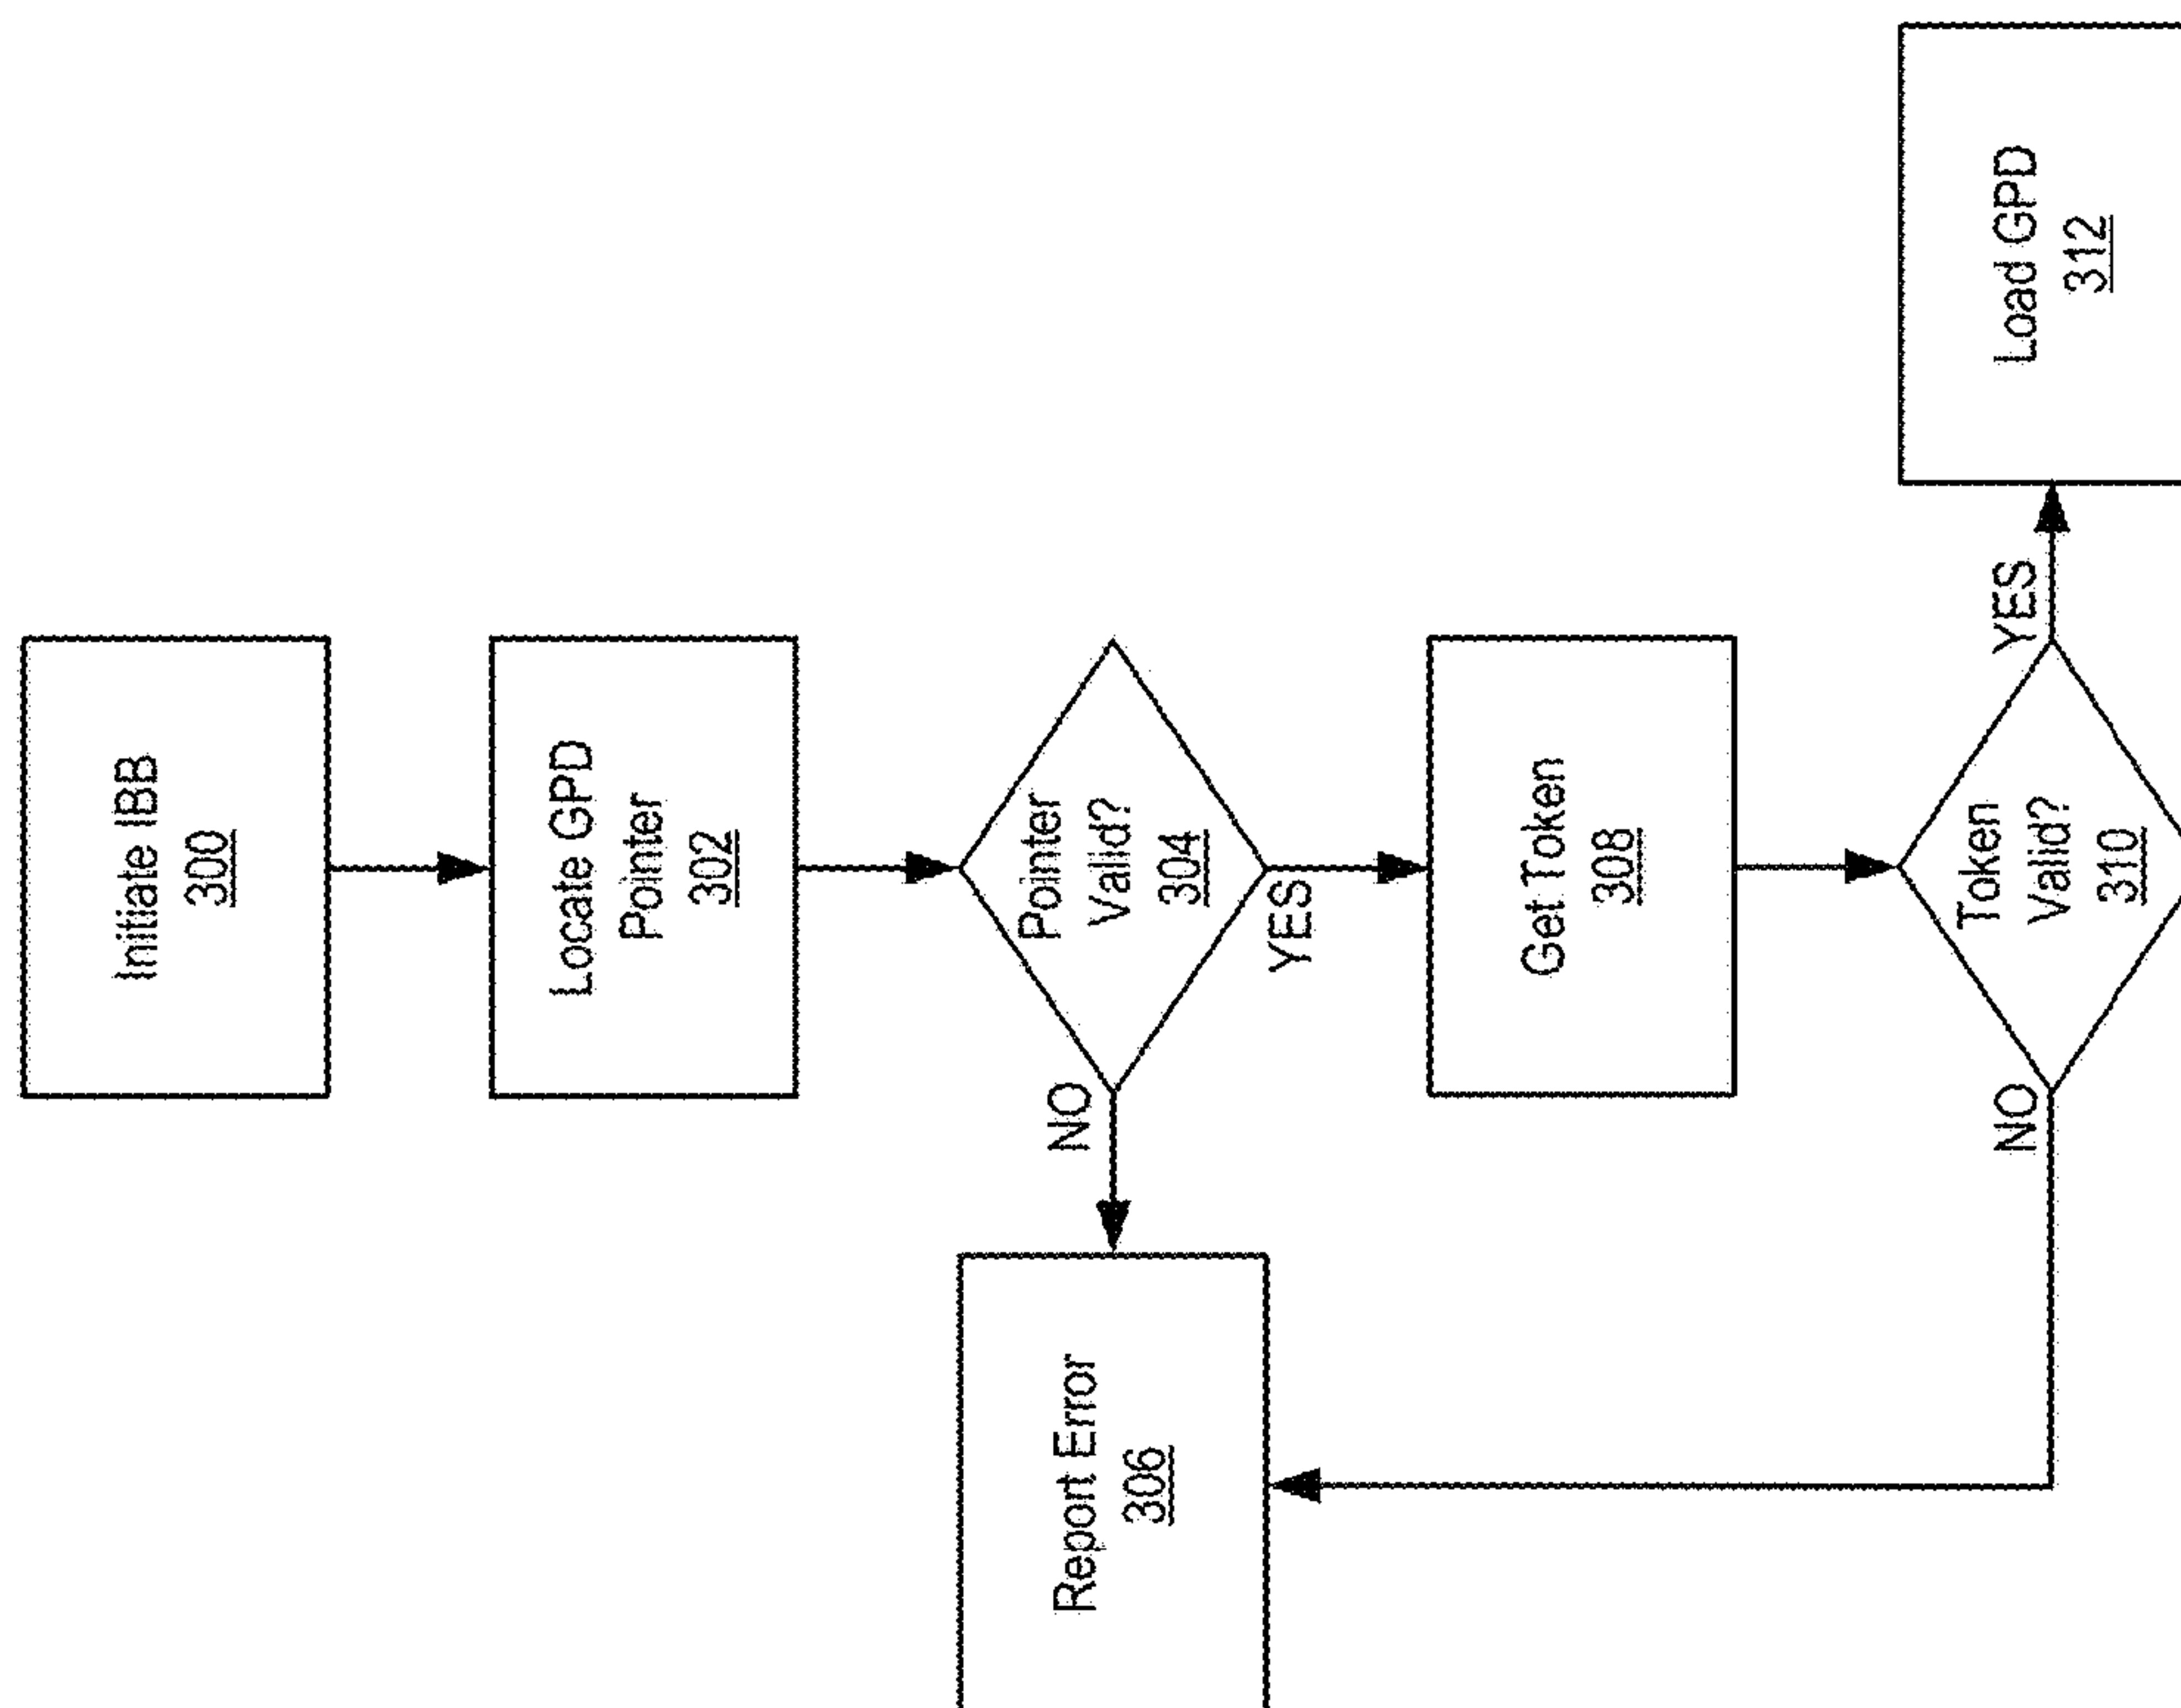 Initiate IBB
300
Locate GPD
Pointer
302
Pointer
Valid?
304
NO
YES
Report Error
306
Get Token
308
Token
Valid?
310
NO
YES
Load GPD
312